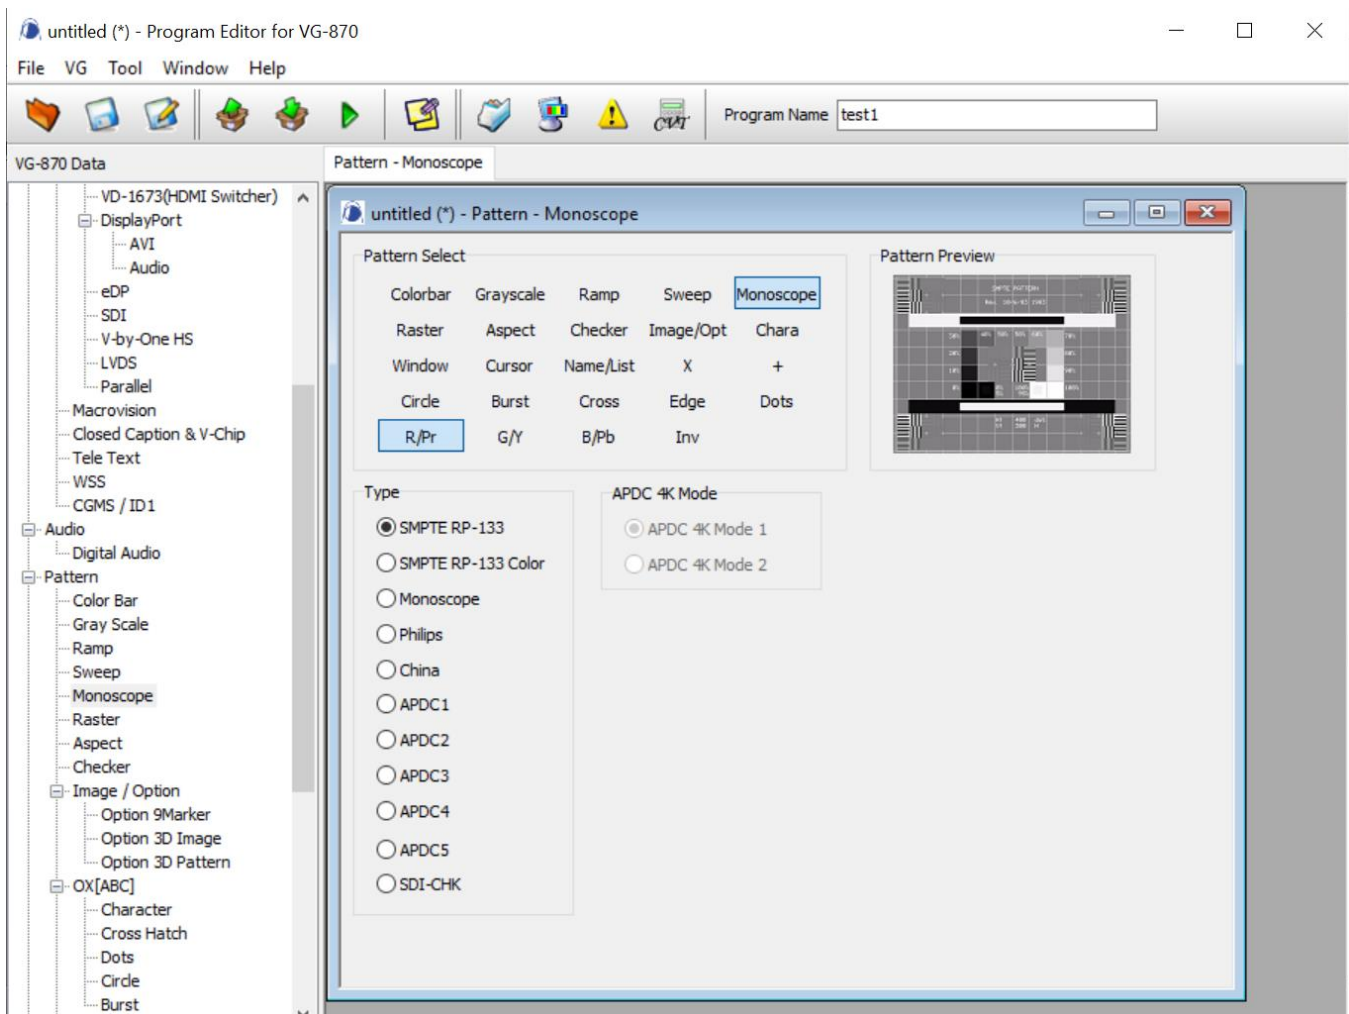 untitled (*) - Program Editor for VG-870
File VG Tool Window Help
CVT Program Name test1
VG-870 Data
Pattern - Monoscope
VD-1673(HDMI Switcher)
DisplayPort
AVI
Audio
eDP
SDI
V-by-One HS
LVDS
Parallel
Macrovision
Closed Caption & V-Chip
Tele Text
WSS
CGMS / ID1
Audio
Digital Audio
Pattern
Color Bar
Gray Scale
Ramp
Sweep
Monoscope
Raster
Aspect
Checker
Image / Option
Option 9Marker
Option 3D Image
Option 3D Pattern
OX[ABC]
Character
Cross Hatch
Dots
Circle
Burst
untitled (*) - Pattern - Monoscope
Pattern Select
Colorbar Grayscale Ramp Sweep Monoscope
Raster Aspect Checker Image/Opt Chara
Window Cursor Name/List X +
Circle Burst Cross Edge Dots
R/Pr G/Y B/Pb Inv
Pattern Preview
SMPTE PATTERN
Type
SMPTE RP-133
SMPTE RP-133 Color
Monoscope
Philips
China
APDC1
APDC2
APDC3
APDC4
APDC5
SDI-CHK
APDC 4K Mode
APDC 4K Mode 1
APDC 4K Mode 2